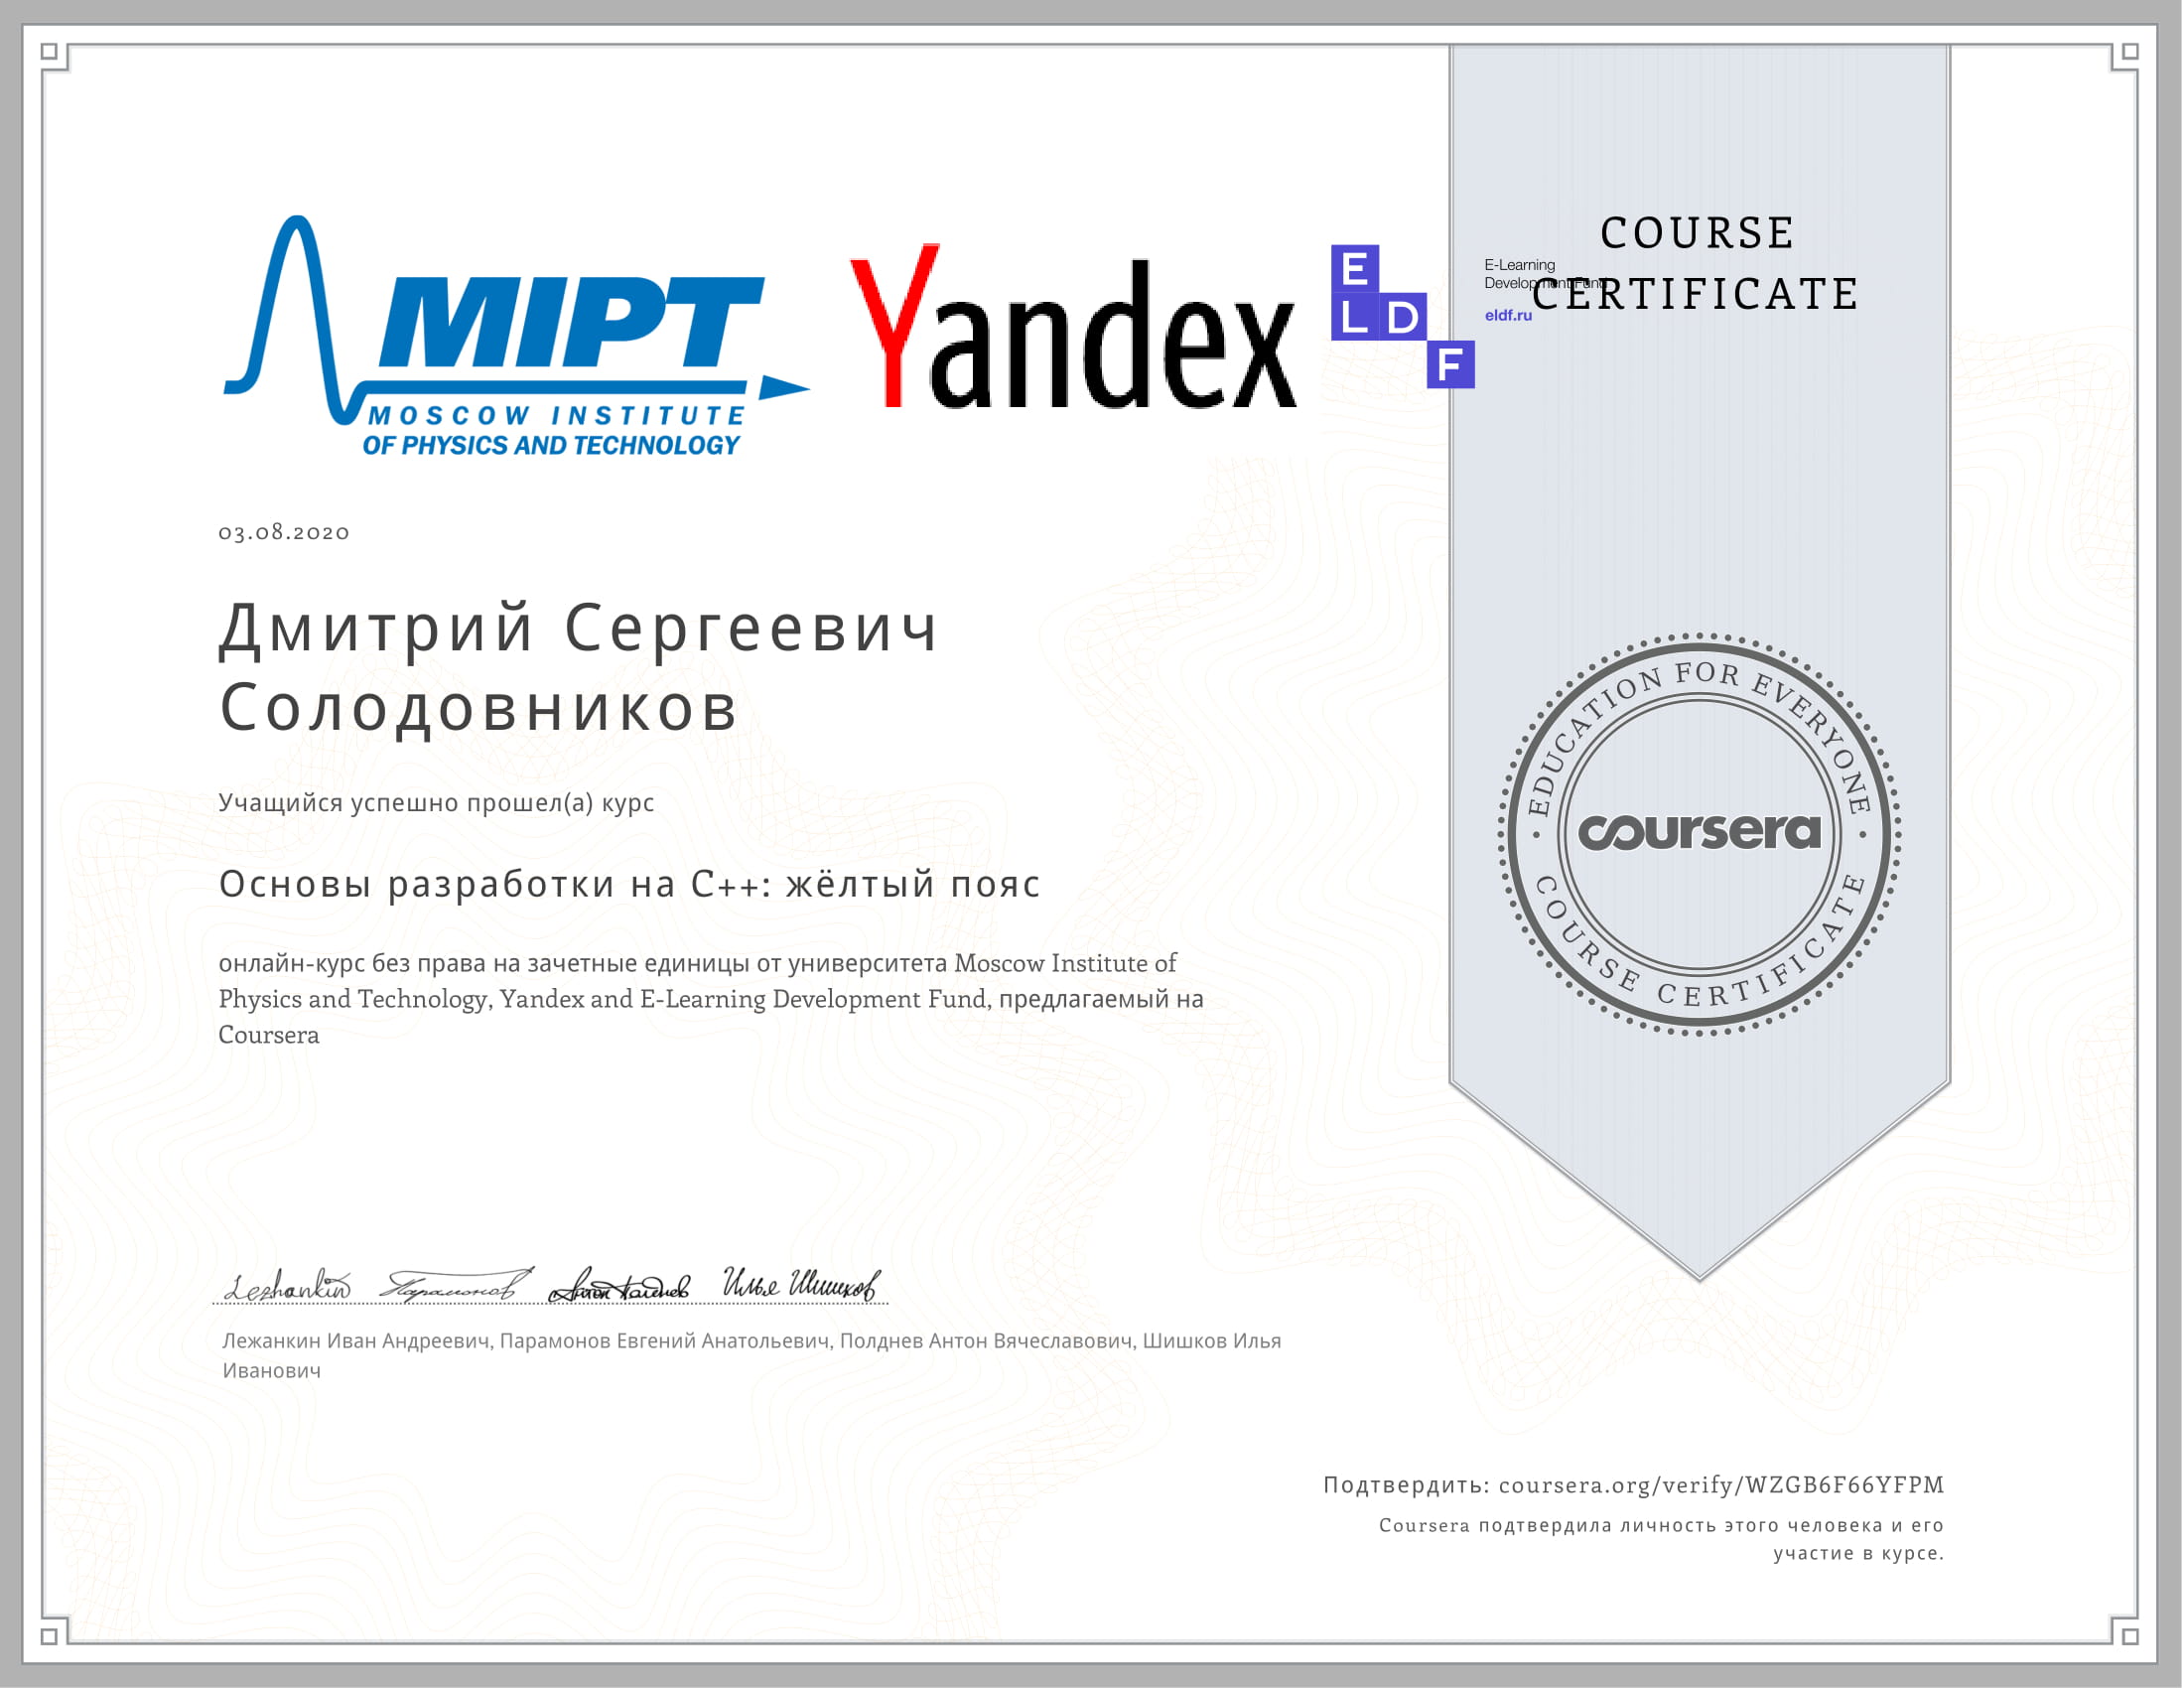 MIPT
MOSCOW INSTITUTE
OF PHYSICS AND TECHNOLOGY
Yandex
E
L D
F
E-Learning
Development Fund
eldf.ru
COURSE
CERTIFICATE
03.08.2020
Дмитрий Сергеевич
Солодовников
Учащийся успешно прошел(а) курс
Основы разработки на C++: жёлтый пояс
онлайн-курс без права на зачетные единицы от университета Moscow Institute of
Physics and Technology, Yandex and E-Learning Development Fund, предлагаемый на
Coursera
EDUCATION FOR EVERYONE
coursera
COURSE CERTIFICATE
Lezhankin Парамонов Антон Полднев Илья Шишков
Лежанкин Иван Андреевич, Парамонов Евгений Анатольевич, Полднев Антон Вячеславович, Шишков Илья
Иванович
Подтвердить: coursera.org/verify/WZGB6F66YFPM
Coursera подтвердила личность этого человека и его
участие в курсе.